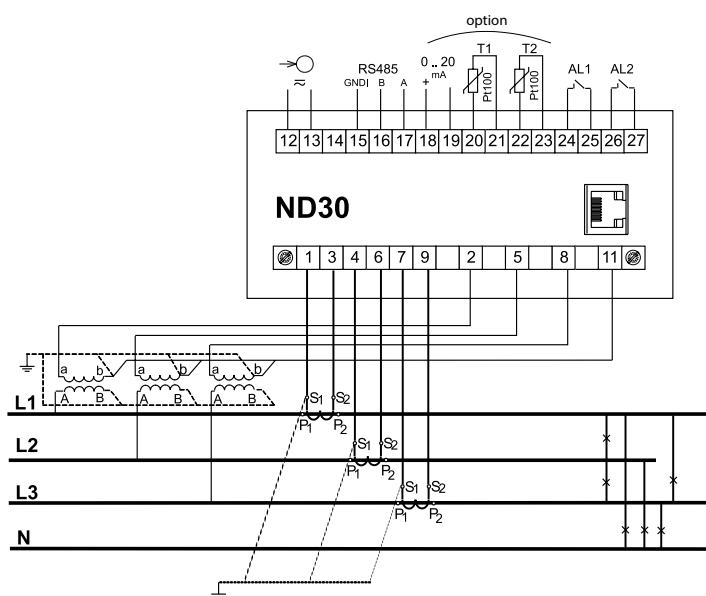 option
T1 T2
0 .. 20
mA
RS485
GND B A + Pt100 Pt100 AL1 AL2
12 13 14 15 16 17 18 19 20 21 22 23 24 25 26 27
ND30
1 3 4 6 7 9 2 5 8 11
a b a b a b
A B A B A B
L1 S1 S2
P1 P2
L2 S1 S2
P1 P2
L3 S1 S2
P1 P2
N